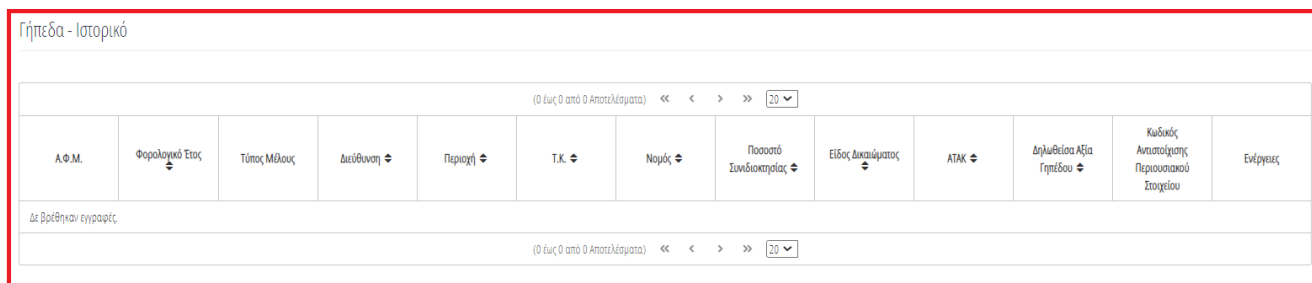 Γήπεδα - Ιστορικό
(0 έως 0 από 0 Αποτελέσματα) 20
Α.Φ.Μ. Φορολογικό Έτος Τύπος Μέλους Διεύθυνση Περιοχή Τ.Κ. Νομός Ποσοστό Συνιδιοκτησίας Είδος Δικαιώματος ΑΤΑΚ Δηλωθείσα Αξία Γηπέδου Κωδικός Αντιστοίχισης Περιουσιακού Στοιχείου Ενέργειες
Δε βρέθηκαν εγγραφές.
(0 έως 0 από 0 Αποτελέσματα) 20